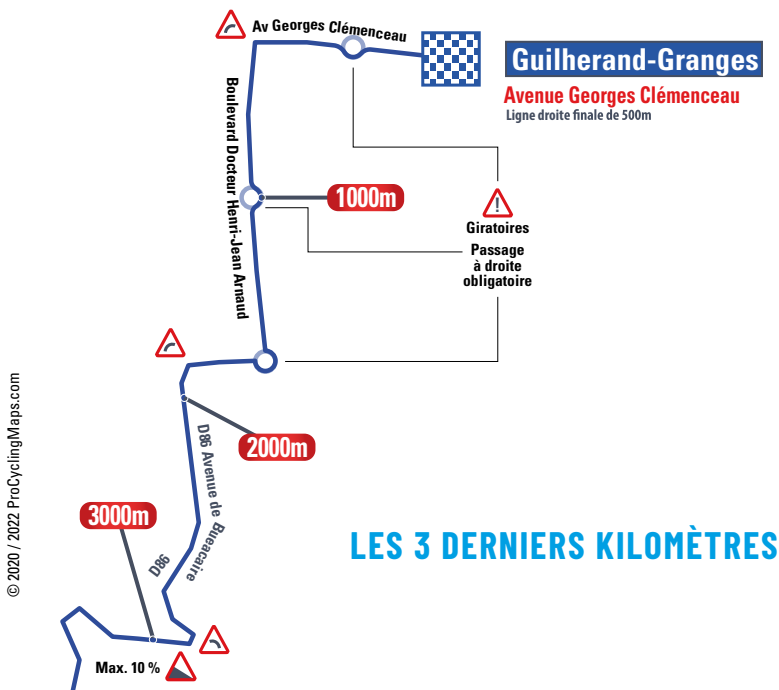 Av Georges Clémenceau
Guilherand-Granges
Avenue Georges Clémenceau
Ligne droite finale de 500m
Boulevard Docteur Henri-Jean Arnaud
1000m
Giratoires
Passage
à droite
obligatoire
2000m
D86 Avenue de Bueacaire
3000m
D86
LES 3 DERNIERS KILOMÈTRES
Max. 10 %
© 2020 / 2022 ProCyclingMaps.com